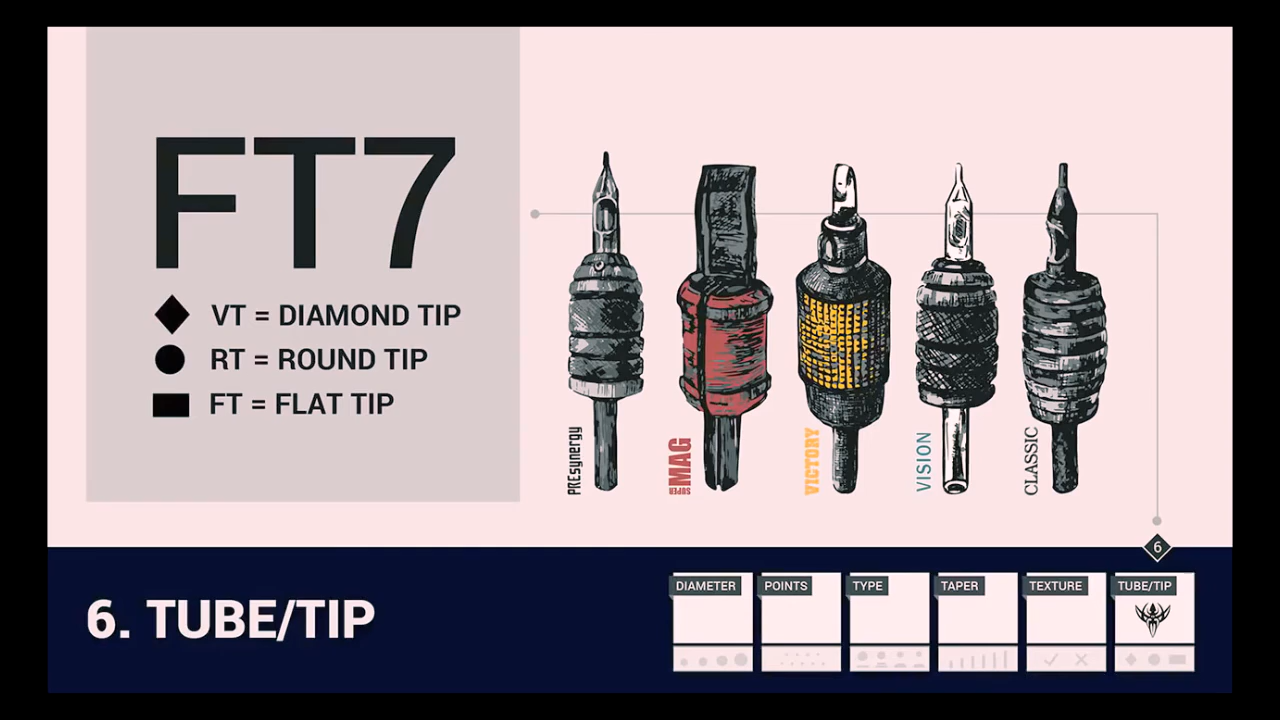 FT7
VT = DIAMOND TIP
RT = ROUND TIP
FT = FLAT TIP
PREsynergy
SUPER MAG
VICTORY
VISION
CLASSIC
6
6. TUBE/TIP
DIAMETER
POINTS
TYPE
TAPER
TEXTURE
TUBE/TIP